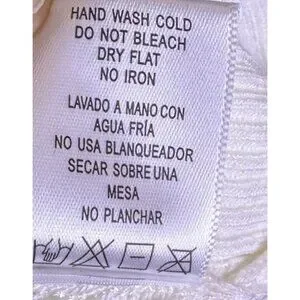 HAND WASH COLD
DO NOT BLEACH
DRY FLAT
NO IRON
LAVADO A MANO CON
AGUA FRÍA
NO USA BLANQUEADOR
SECAR SOBRE UNA
MESA
NO PLANCHAR